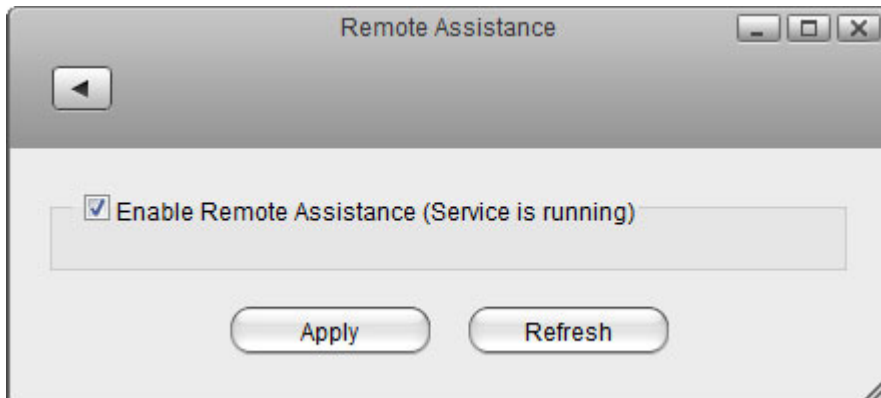 Remote Assistance
Enable Remote Assistance (Service is running)
Apply
Refresh